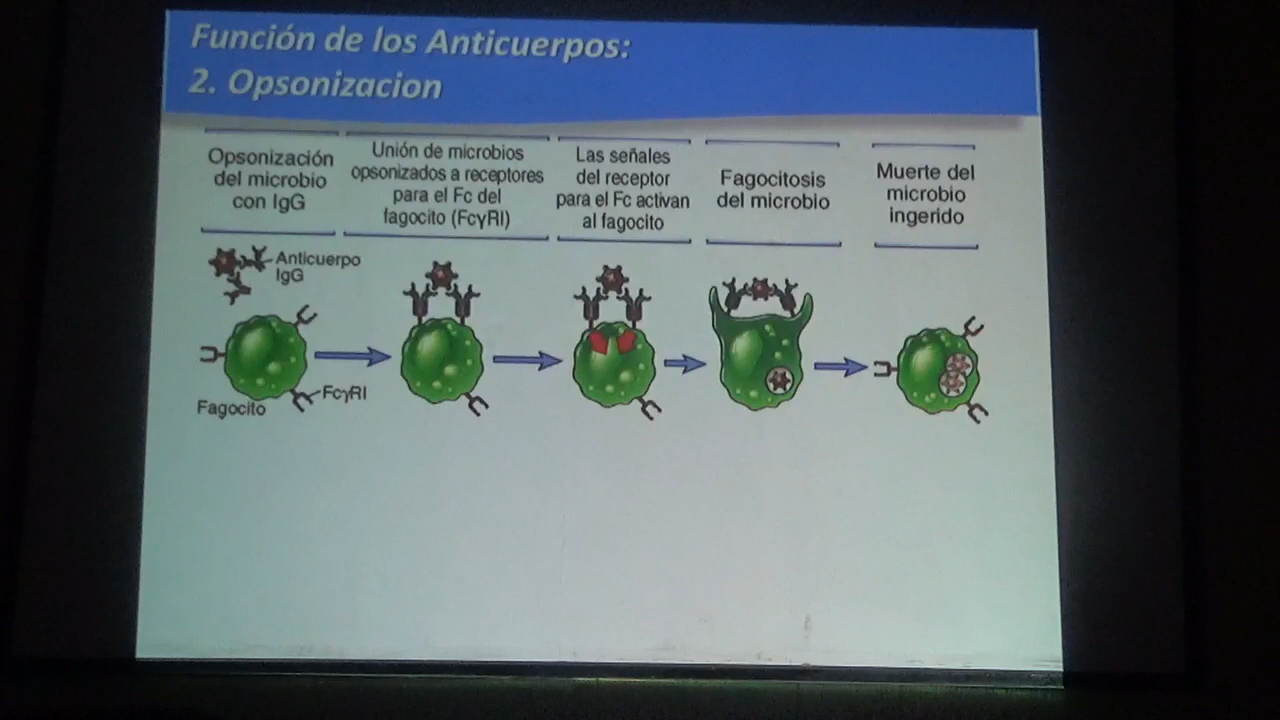 Función de los Anticuerpos:
2. Opsonizacion
Opsonización
del microbio
con IgG
Unión de microbios
opsonizados a receptores
para el Fc del
fagocito (FcγRI)
Las señales
del receptor
para el Fc activan
al fagocito
Fagocitosis
del microbio
Muerte del
microbio
ingerido
Anticuerpo
IgG
FcγRI
Fagocito